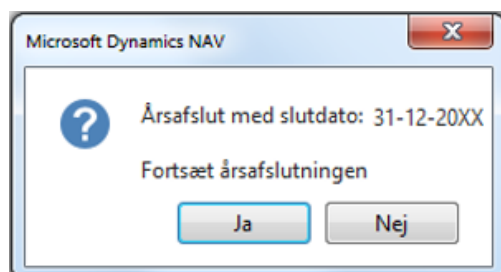 Microsoft Dynamics NAV
Årsafslut med slutdato: 31-12-20XX
Fortsæt årsafslutningen
Ja
Nej